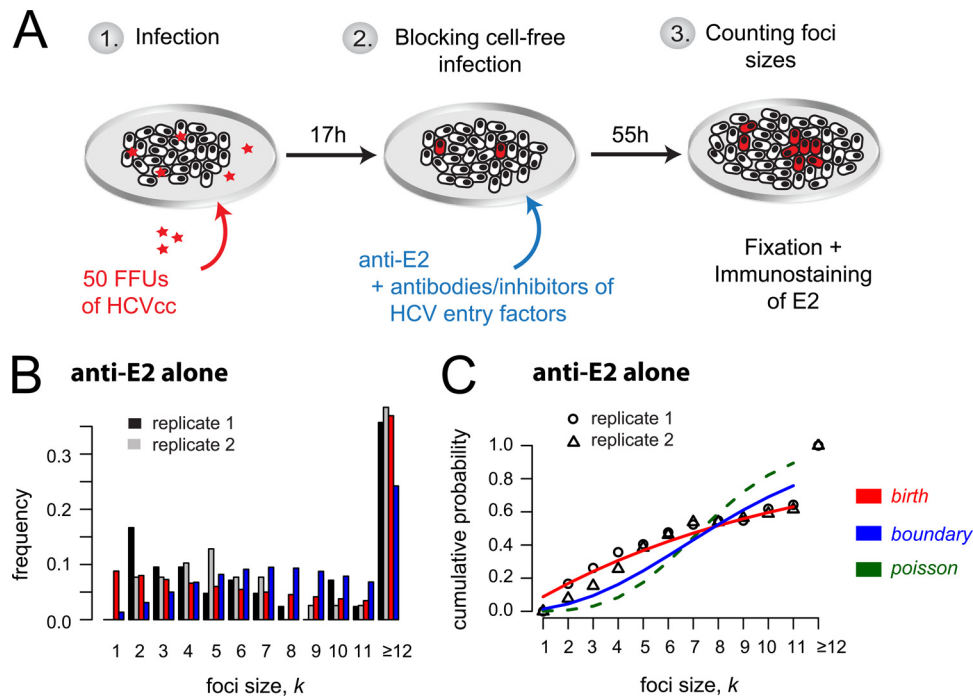 A
1. Infection
2. Blocking cell-free
infection
3. Counting foci
sizes
17h
55h
50 FFUs
of HCVcc
anti-E2
+ antibodies/inhibitors of
HCV entry factors
Fixation +
Immunostaining
of E2
B anti-E2 alone
replicate 1
replicate 2
frequency
0.3
0.2
0.1
0.0
1 2 3 4 5 6 7 8 9 10 11 ≥12
foci size, k
C anti-E2 alone
replicate 1
replicate 2
cumulative probability
1.0
0.8
0.6
0.4
0.2
0.0
1 2 3 4 5 6 7 8 9 10 11 ≥12
foci size, k
birth
boundary
poisson